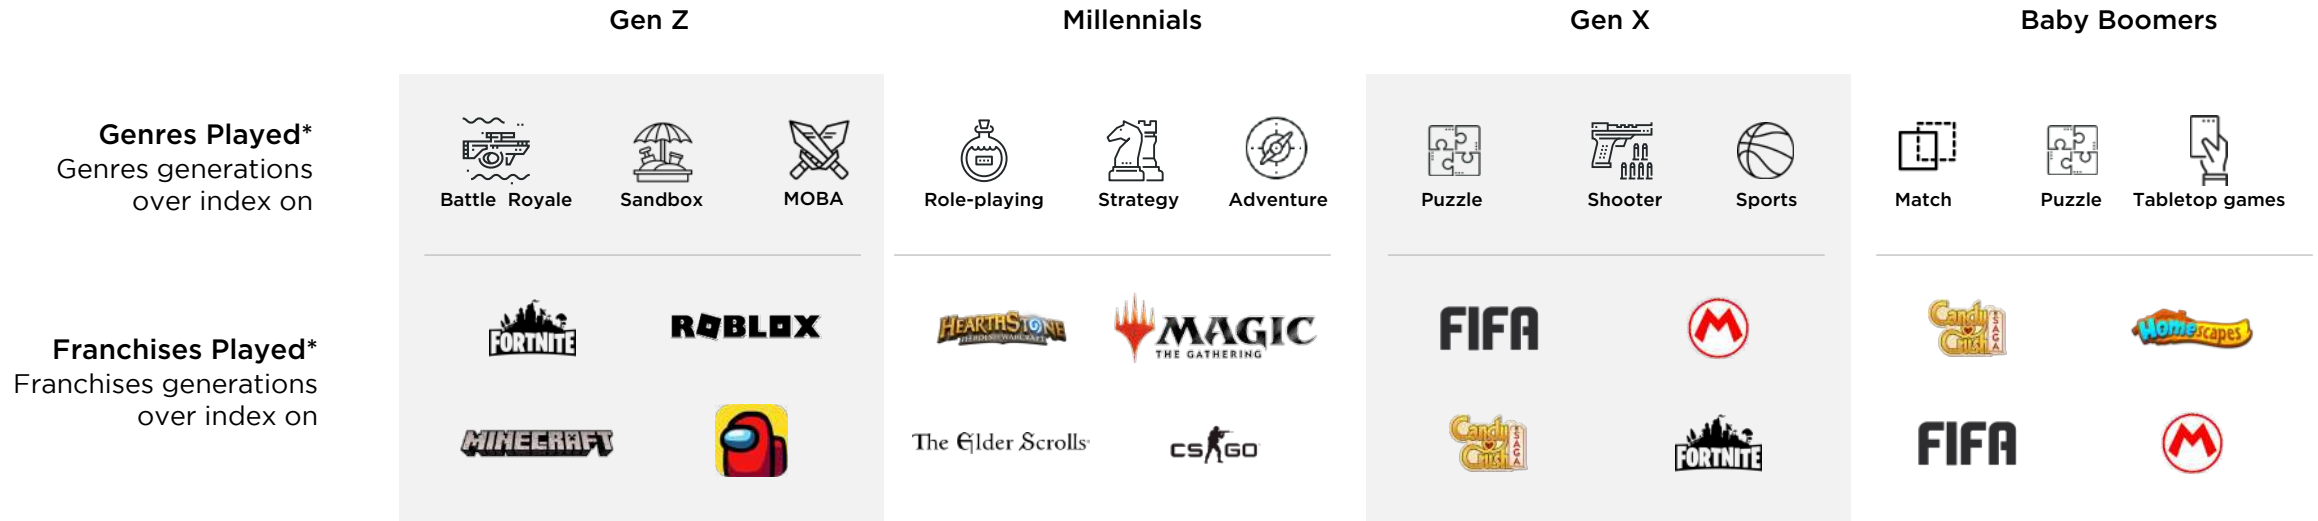 Gen Z
Millennials
Gen X
Baby Boomers
Genres Played*
Genres generations
over index on
Battle Royale
Sandbox
MOBA
Role-playing
Strategy
Adventure
Puzzle
Shooter
Sports
Match
Puzzle
Tabletop games
Franchises Played*
Franchises generations
over index on
FORTNITE
ROBLOX
HEARTHSTONE
HEROES OF WARCRAFT
MAGIC
THE GATHERING
FIFA
M
Candy
Crush
SAGA
Homescapes
MINECRAFT
The Elder Scrolls
CS GO
Candy
Crush
SAGA
FORTNITE
FIFA
M